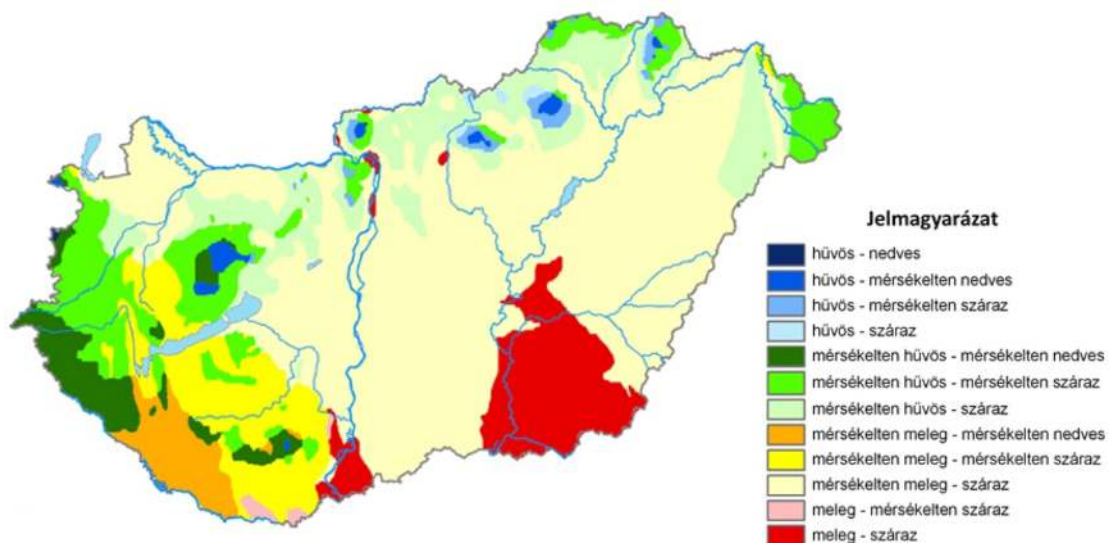 Jelmagyarázat
hűvös - nedves
hűvös - mérsékelten nedves
hűvös - mérsékelten száraz
hűvös - száraz
mérsékelten hűvös - mérsékelten nedves
mérsékelten hűvös - mérsékelten száraz
mérsékelten hűvös - száraz
mérsékelten meleg - mérsékelten nedves
mérsékelten meleg - mérsékelten száraz
mérsékelten meleg - száraz
meleg - mérsékelten száraz
meleg - száraz